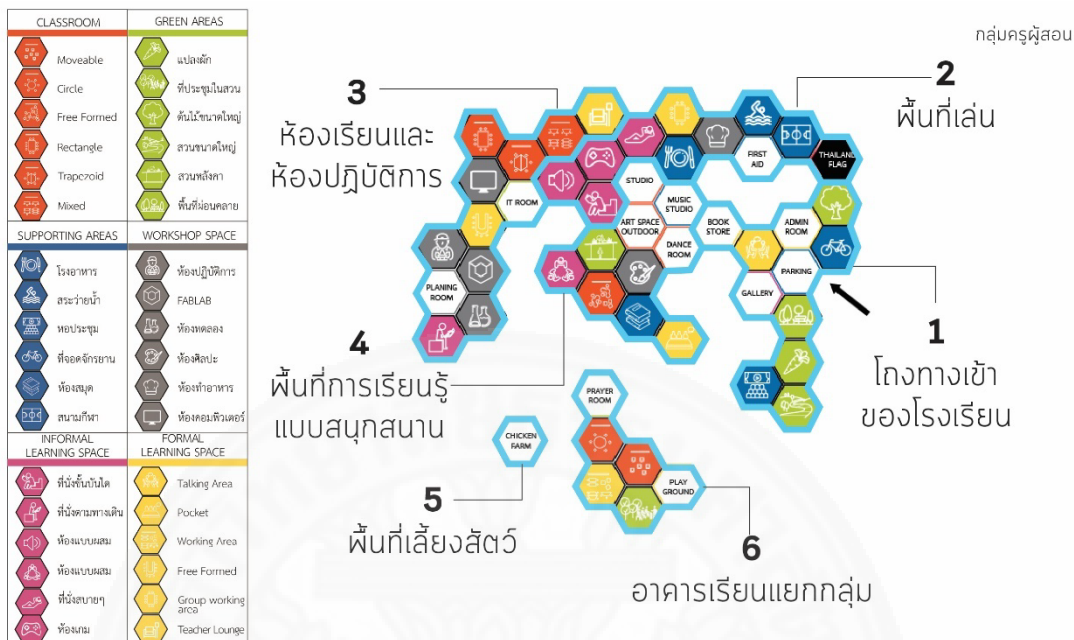 CLASSROOM
Moveable
Circle
Free Formed
Rectangle
Trapezoid
Mixed
GREEN AREAS
แปลงผัก
ที่ประชุมในสวน
ต้นไม้ขนาดใหญ่
สวนขนาดใหญ่
สวนหลังคา
พื้นที่ผ่อนคลาย
SUPPORTING AREAS
โรงอาหาร
สระว่ายน้ำ
หอประชุม
ที่จอดจักรยาน
ห้องสมุด
สนามกีฬา
WORKSHOP SPACE
ห้องปฏิบัติการ
FABLAB
ห้องทดลอง
ห้องศิลปะ
ห้องทำอาหาร
ห้องคอมพิวเตอร์
INFORMAL
LEARNING SPACE
ที่นั่งขั้นบันได
ที่นั่งตามทางเดิน
ห้องแบบผสม
ห้องแบบผสม
ที่นั่งสบายๆ
ห้องเกม
FORMAL
LEARNING SPACE
Talking Area
Pocket
Working Area
Free Formed
Group working
area
Teacher Lounge
กลุ่มครูผู้สอน
3
ห้องเรียนและ
ห้องปฏิบัติการ
2
พื้นที่เล่น
FIRST
AID
THAILAND
FLAG
STUDIO
IT ROOM
MUSIC
STUDIO
ART SPACE
OUTDOOR
BOOK
STORE
ADMIN
ROOM
DANCE
ROOM
PARKING
PLANING
ROOM
GALLERY
4
พื้นที่การเรียนรู้
แบบสนุกสนาน
1
โถงทางเข้า
ของโรงเรียน
PRAYER
ROOM
CHICKEN
FARM
PLAY
GROUND
5
พื้นที่เลี้ยงสัตว์
6
อาคารเรียนแยกกลุ่ม